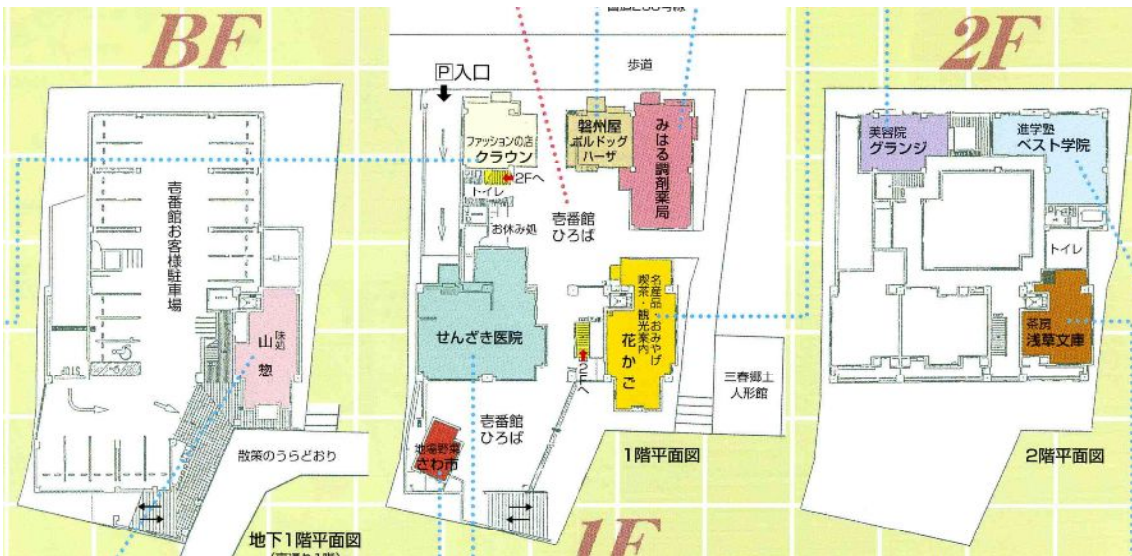 BF
壱番館お客様駐車場
味処
山惣
STOP
P
散策のうらどおり
地下1階平面図
歩道
P入口
ファッションの店
クラウン
2Fへ
トイレ
お休み処
磐州屋
ボルドッグ
ハーザ
みはる調剤薬局
壱番館
ひろば
せんざき医院
名産品・おみやげ
喫茶・観光案内
花かご
2Fへ
三春郷土
人形館
壱番館
ひろば
地場野菜
さわ市
1階平面図
1F
2F
美容院
グランジ
進学塾
ベスト学院
トイレ
茶房
浅草文庫
2階平面図